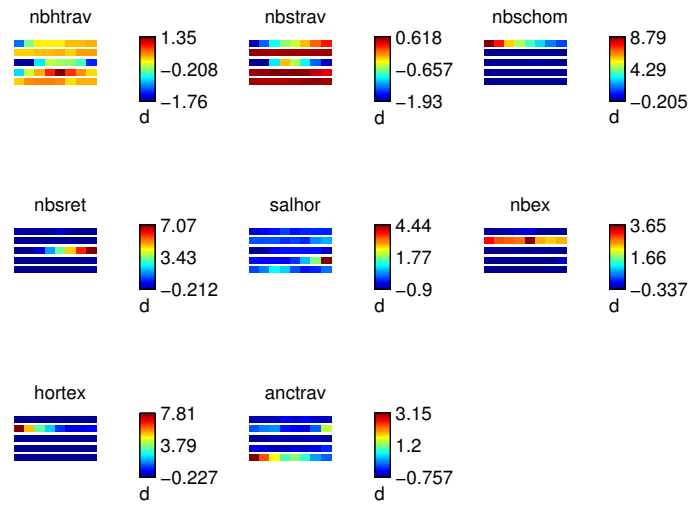 nbhtrav
1.35
−0.208
−1.76
d
nbstrav
0.618
−0.657
−1.93
d
nbschom
8.79
4.29
−0.205
d
nbsret
7.07
3.43
−0.212
d
salhor
4.44
1.77
−0.9
d
nbex
3.65
1.66
−0.337
d
hortex
7.81
3.79
−0.227
d
anctrav
3.15
1.2
−0.757
d